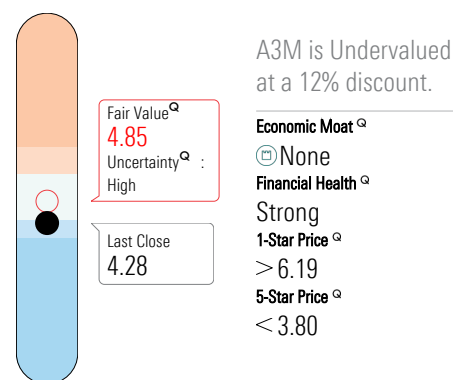 A3M is Undervalued
at a 12% discount.
Fair Value Q
4.85
Uncertainty Q :
High
Last Close
4.28
Economic Moat Q
None
Financial Health Q
Strong
1-Star Price Q
>6.19
5-Star Price Q
<3.80